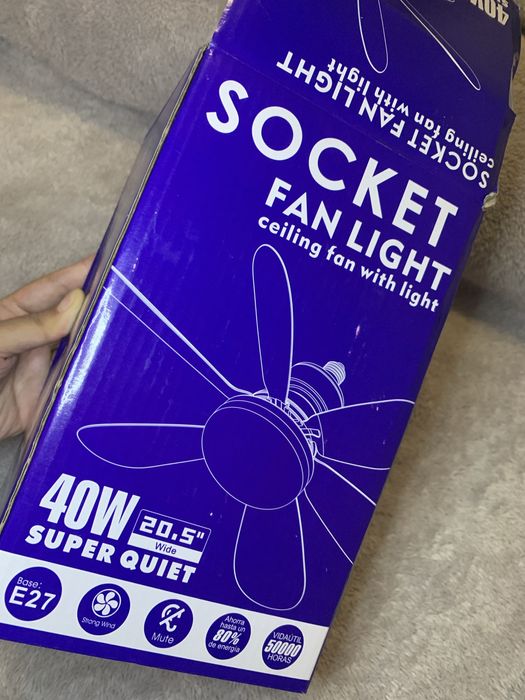 SOCKET FAN LIGHT
ceiling fan with light
SOCKET
FAN LIGHT
ceiling fan with light
40W
20.5"
Wide
SUPER QUIET
Base:
E27
Strong Wind
Mute
Ahorra
hasta un
80%
de energía
VIDAÚTIL
50000
HORAS